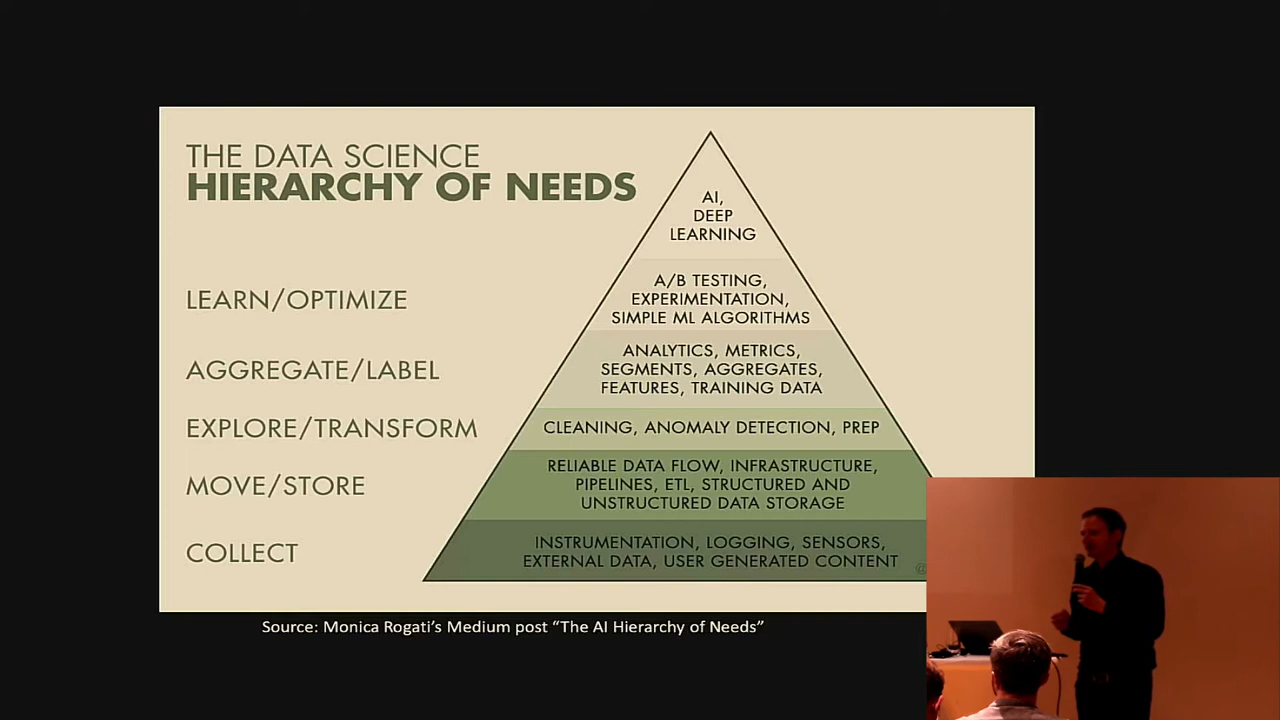 THE DATA SCIENCE
HIERARCHY OF NEEDS
AI,
DEEP
LEARNING
LEARN/OPTIMIZE
A/B TESTING,
EXPERIMENTATION,
SIMPLE ML ALGORITHMS
AGGREGATE/LABEL
ANALYTICS, METRICS,
SEGMENTS, AGGREGATES,
FEATURES, TRAINING DATA
EXPLORE/TRANSFORM
CLEANING, ANOMALY DETECTION, PREP
MOVE/STORE
RELIABLE DATA FLOW, INFRASTRUCTURE,
PIPELINES, ETL, STRUCTURED AND
UNSTRUCTURED DATA STORAGE
COLLECT
INSTRUMENTATION, LOGGING, SENSORS,
EXTERNAL DATA, USER GENERATED CONTENT
@
Source: Monica Rogati’s Medium post “The AI Hierarchy of Needs”